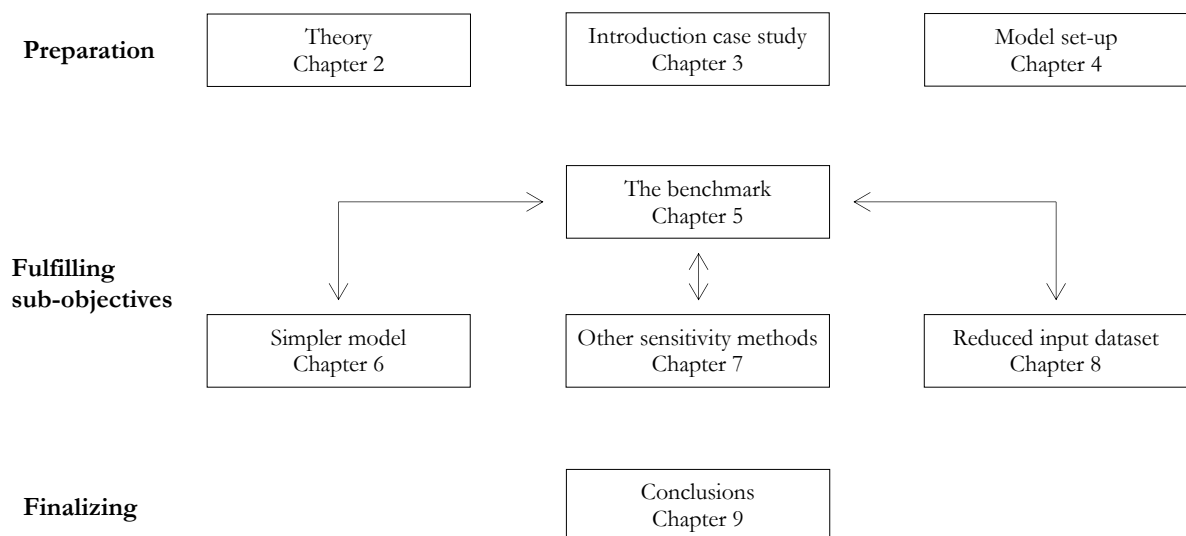 Preparation
Theory
Chapter 2
Introduction case study
Chapter 3
Model set-up
Chapter 4
The benchmark
Chapter 5
Fulfilling
sub-objectives
Simpler model
Chapter 6
Other sensitivity methods
Chapter 7
Reduced input dataset
Chapter 8
Finalizing
Conclusions
Chapter 9